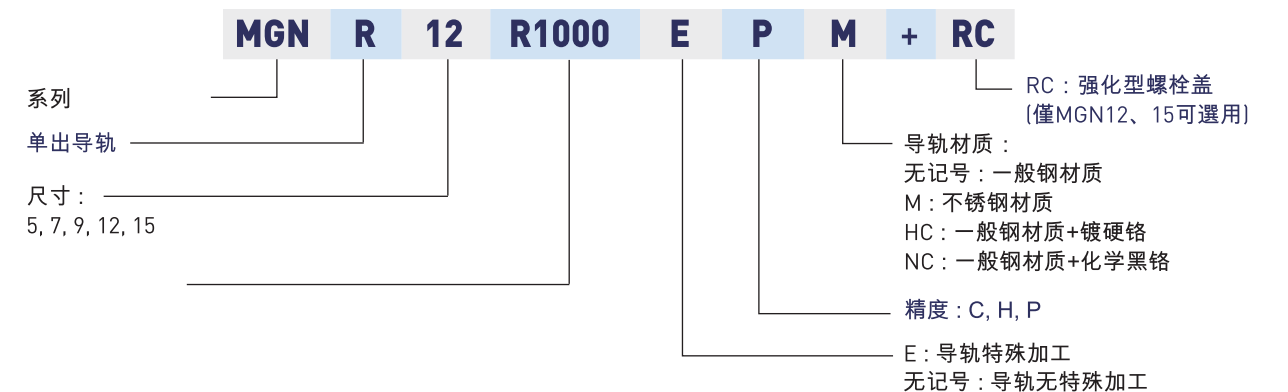 MGN R 12 R1000 E P M + RC
系列
单出导轨
尺寸：
5, 7, 9, 12, 15
RC：强化型螺栓盖
(僅MGN12、15可選用)
导轨材质：
无记号：一般钢材质
M：不锈钢材质
HC：一般钢材质+镀硬铬
NC：一般钢材质+化学黑铬
精度：C, H, P
E：导轨特殊加工
无记号：导轨无特殊加工